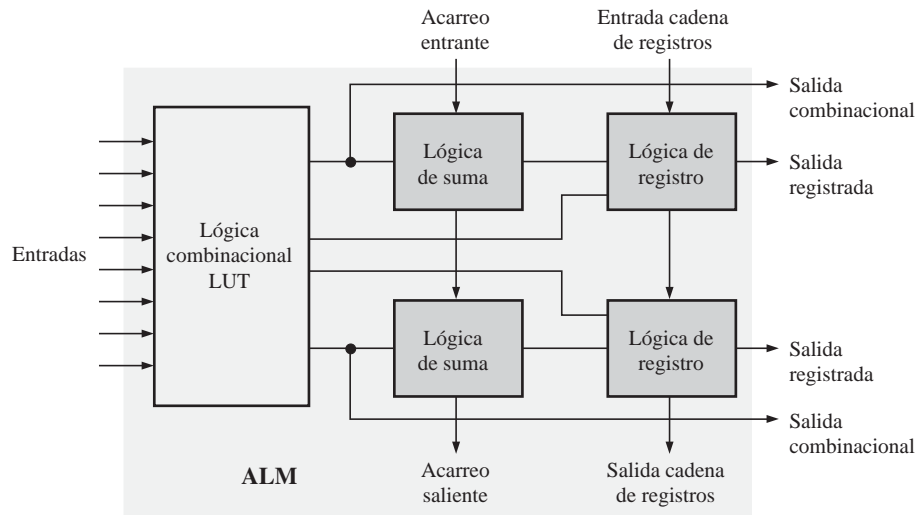 Acarreo
entrante
Entrada cadena
de registros
Salida
combinacional
Lógica
de suma
Lógica de
registro
Salida
registrada
Entradas
Lógica
combinacional
LUT
Lógica
de suma
Lógica de
registro
Salida
registrada
Salida
combinacional
ALM
Acarreo
saliente
Salida cadena
de registros